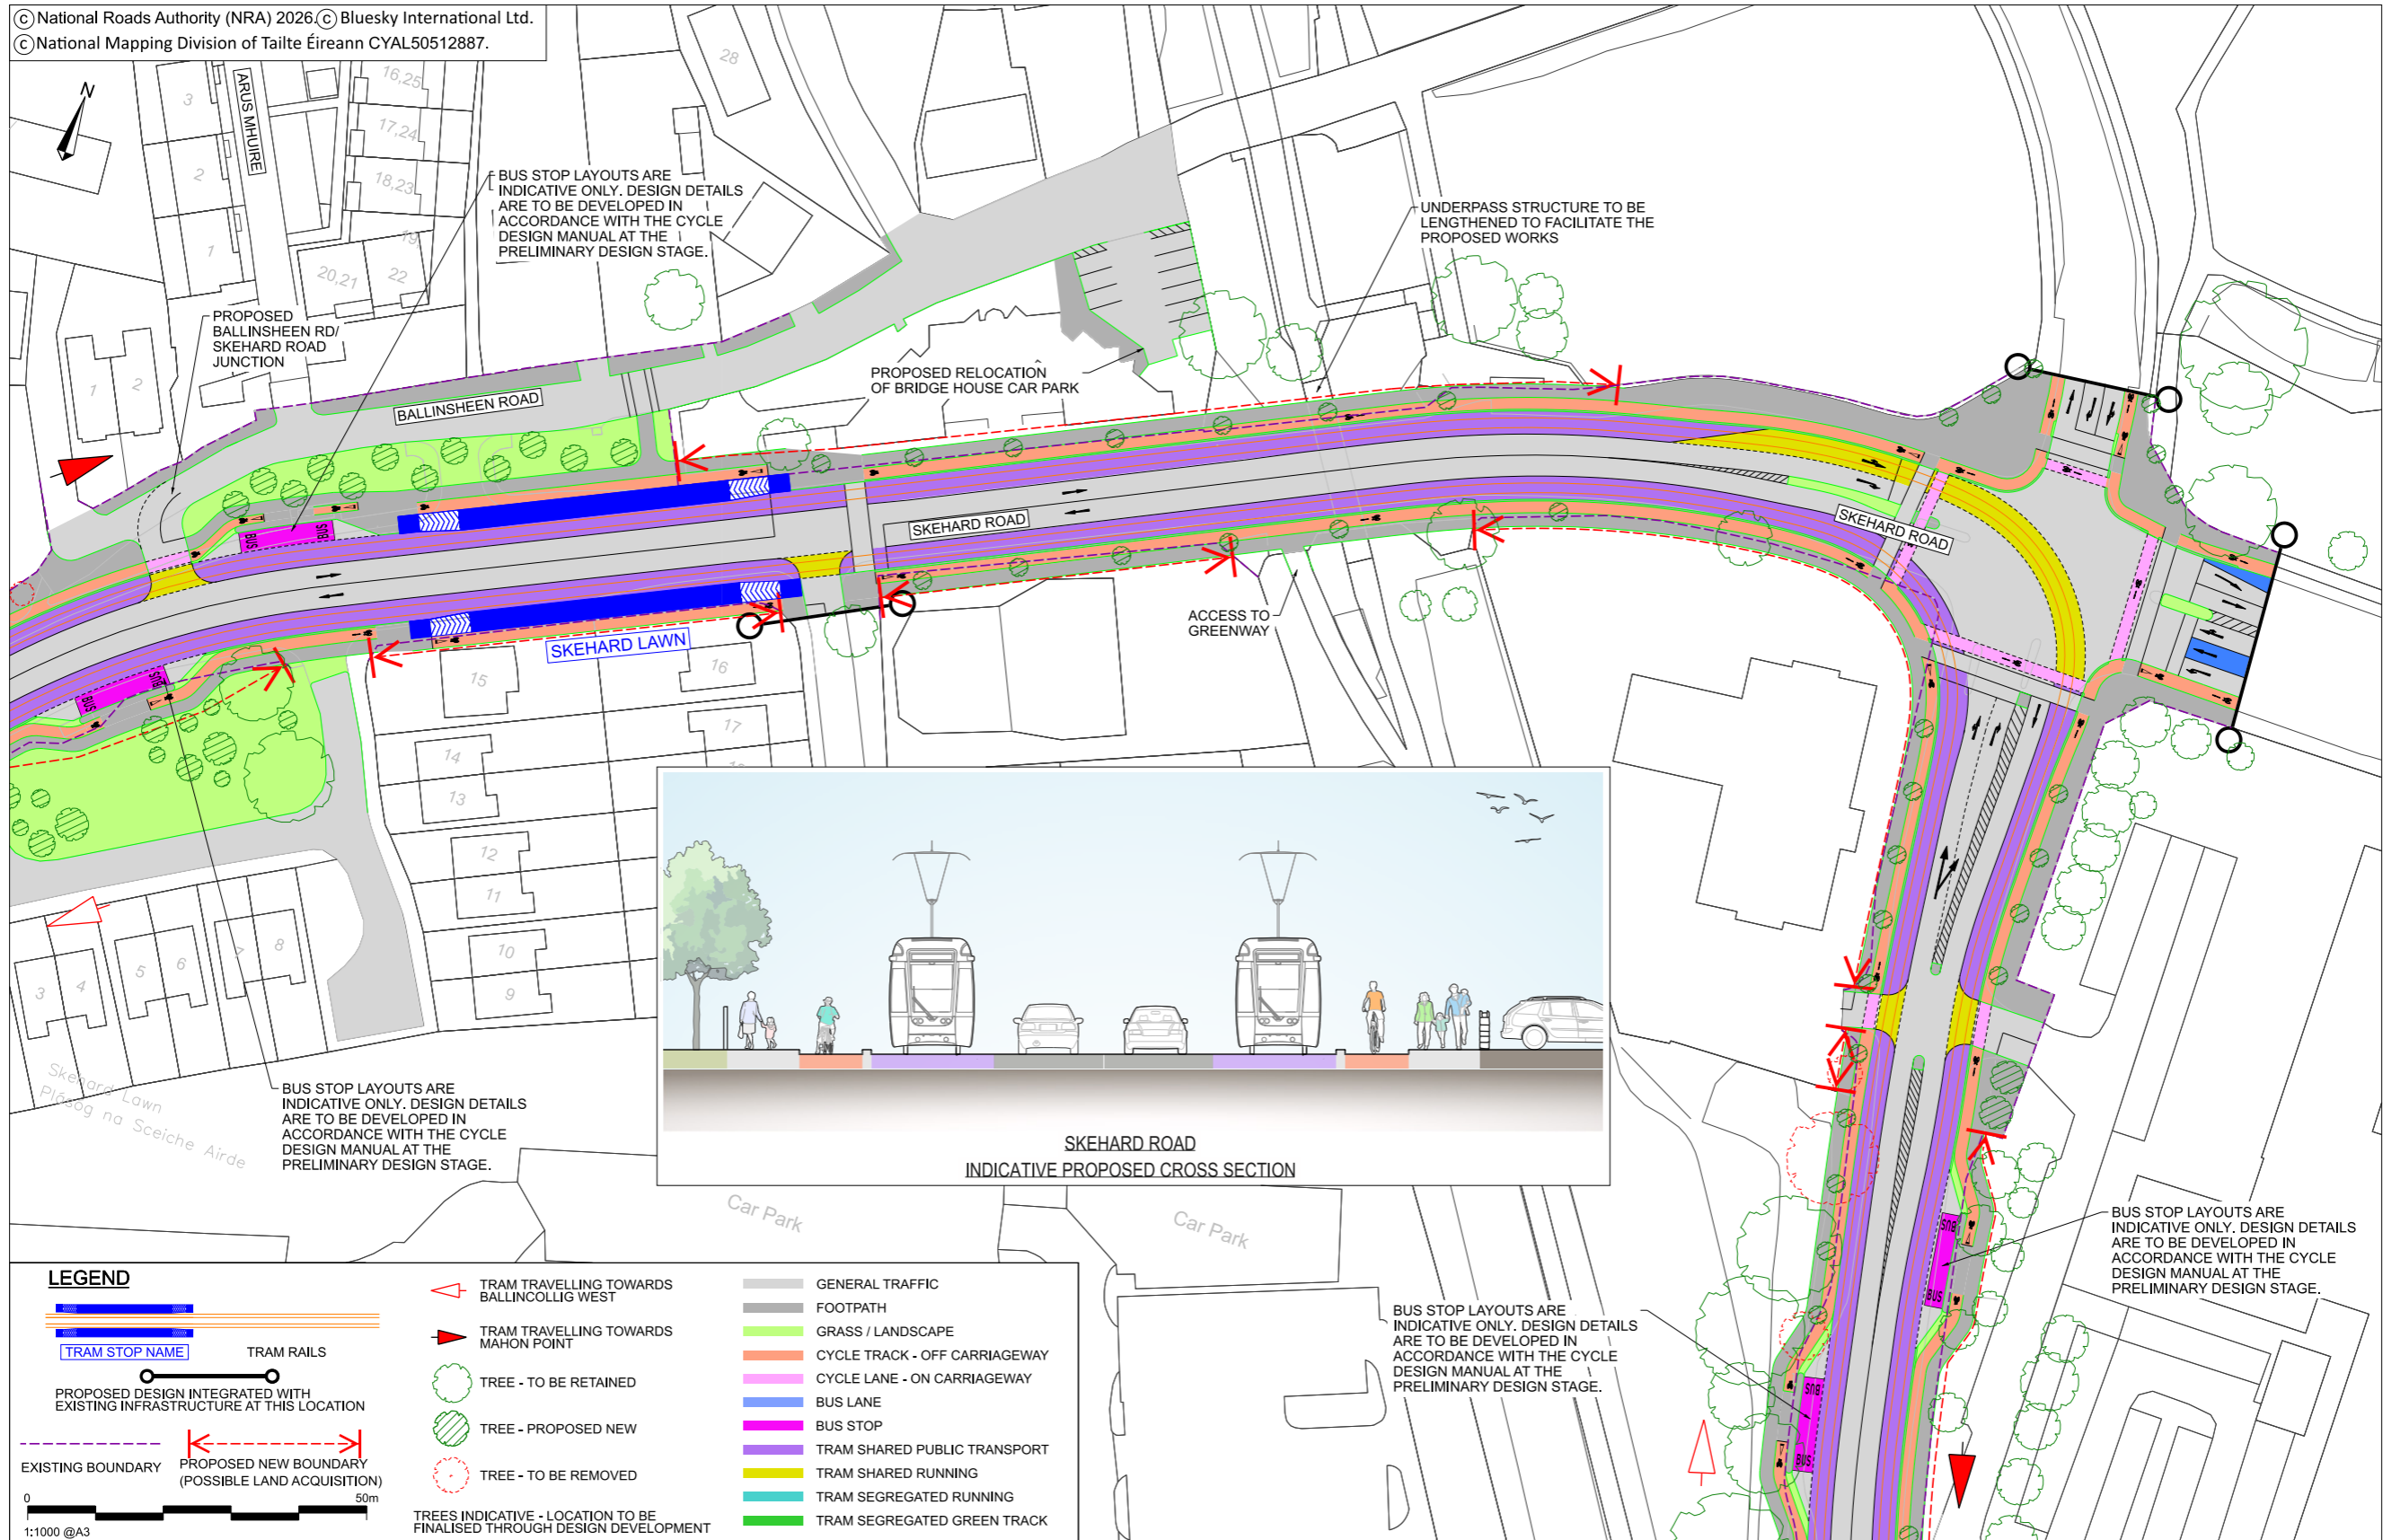 © National Roads Authority (NRA) 2026. © Bluesky International Ltd.
© National Mapping Division of Tailte Éireann CYAL50512887.
N
ARUS MHUIRE
3
2
1
16,25
17,24
18,23
19
20,21
22
28
1
2
BUS STOP LAYOUTS ARE
INDICATIVE ONLY. DESIGN DETAILS
ARE TO BE DEVELOPED IN
ACCORDANCE WITH THE CYCLE
DESIGN MANUAL AT THE
PRELIMINARY DESIGN STAGE.
UNDERPASS STRUCTURE TO BE
LENGTHENED TO FACILITATE THE
PROPOSED WORKS
PROPOSED
BALLINSHEEN RD/
SKEHARD ROAD
JUNCTION
PROPOSED RELOCATION
OF BRIDGE HOUSE CAR PARK
BALLINSHEEN ROAD
SKEHARD ROAD
SKEHARD ROAD
BUS
BUS
BUS
BUS
ACCESS TO
GREENWAY
SKEHARD LAWN
15
16
17
14
13
12
11
10
9
3
4
5
6
7
8
Skehard Lawn
Plásóg na Sceiche Airde
BUS STOP LAYOUTS ARE
INDICATIVE ONLY. DESIGN DETAILS
ARE TO BE DEVELOPED IN
ACCORDANCE WITH THE CYCLE
DESIGN MANUAL AT THE
PRELIMINARY DESIGN STAGE.
SKEHARD ROAD
INDICATIVE PROPOSED CROSS SECTION
Car Park
Car Park
BUS STOP LAYOUTS ARE
INDICATIVE ONLY. DESIGN DETAILS
ARE TO BE DEVELOPED IN
ACCORDANCE WITH THE CYCLE
DESIGN MANUAL AT THE
PRELIMINARY DESIGN STAGE.
BUS STOP LAYOUTS ARE
INDICATIVE ONLY. DESIGN DETAILS
ARE TO BE DEVELOPED IN
ACCORDANCE WITH THE CYCLE
DESIGN MANUAL AT THE
PRELIMINARY DESIGN STAGE.
BUS
BUS
BUS
BUS
LEGEND
TRAM STOP NAME
TRAM RAILS
PROPOSED DESIGN INTEGRATED WITH
EXISTING INFRASTRUCTURE AT THIS LOCATION
EXISTING BOUNDARY
PROPOSED NEW BOUNDARY
(POSSIBLE LAND ACQUISITION)
0
50m
1:1000 @A3
TRAM TRAVELLING TOWARDS
BALLINCOLLIG WEST
TRAM TRAVELLING TOWARDS
MAHON POINT
TREE - TO BE RETAINED
TREE - PROPOSED NEW
TREE - TO BE REMOVED
TREES INDICATIVE - LOCATION TO BE
FINALISED THROUGH DESIGN DEVELOPMENT
GENERAL TRAFFIC
FOOTPATH
GRASS / LANDSCAPE
CYCLE TRACK - OFF CARRIAGEWAY
CYCLE LANE - ON CARRIAGEWAY
BUS LANE
BUS STOP
TRAM SHARED PUBLIC TRANSPORT
TRAM SHARED RUNNING
TRAM SEGREGATED RUNNING
TRAM SEGREGATED GREEN TRACK